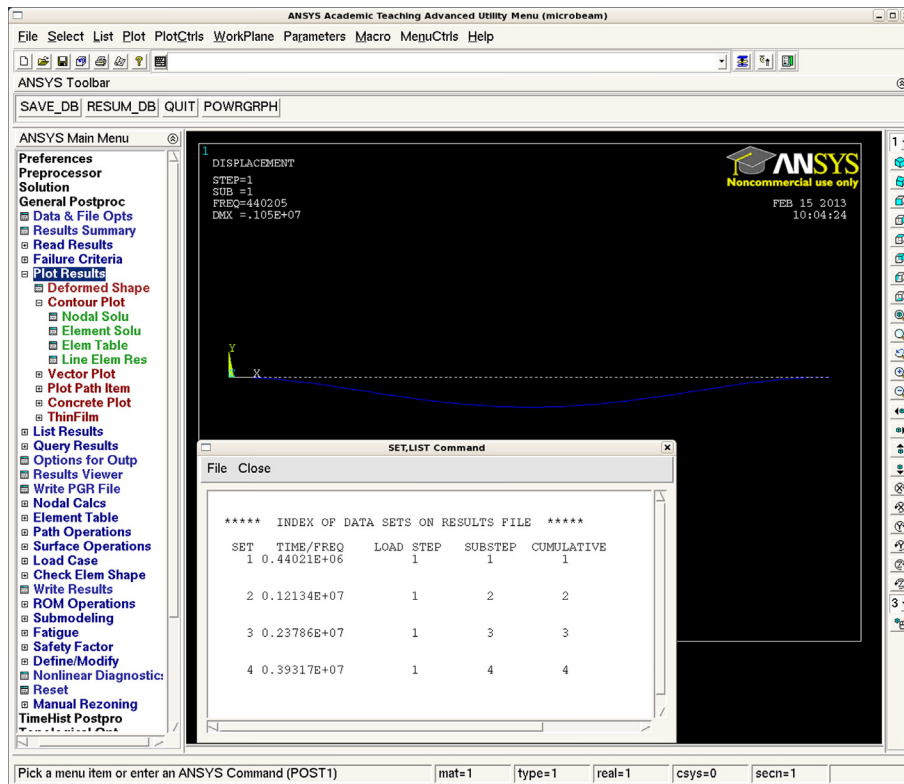 ANSYS Academic Teaching Advanced Utility Menu (microbeam)
File Select List Plot PlotCtrls WorkPlane Parameters Macro MenuCtrls Help
ANSYS Toolbar
SAVE_DB RESUM_DB QUIT POWRGRPH
ANSYS Main Menu
Preferences
Preprocessor
Solution
General Postproc
Data & File Opts
Results Summary
Read Results
Failure Criteria
Plot Results
Deformed Shape
Contour Plot
Nodal Solu
Element Solu
Elem Table
Line Elem Res
Vector Plot
Plot Path Item
Concrete Plot
ThinFilm
List Results
Query Results
Options for Outp
Results Viewer
Write PGR File
Nodal Calcs
Element Table
Path Operations
Surface Operations
Load Case
Check Elem Shape
Write Results
ROM Operations
Submodeling
Fatigue
Safety Factor
Define/Modify
Nonlinear Diagnostic
Reset
Manual Rezoning
TimeHist Postpro
1
DISPLACEMENT
STEP=1
SUB =1
FREQ=440205
DMX =.105E+07
ANSYS
Noncommercial use only
FEB 15 2013
10:04:24
Y
X
SET,LIST Command
File Close
***** INDEX OF DATA SETS ON RESULTS FILE *****
SET TIME/FREQ LOAD STEP SUBSTEP CUMULATIVE
1 0.44021E+06 1 1 1
2 0.12134E+07 1 2 2
3 0.23786E+07 1 3 3
4 0.39317E+07 1 4 4
1
3
Pick a menu item or enter an ANSYS Command (POST1) mat=1 type=1 real=1 csys=0 secn=1